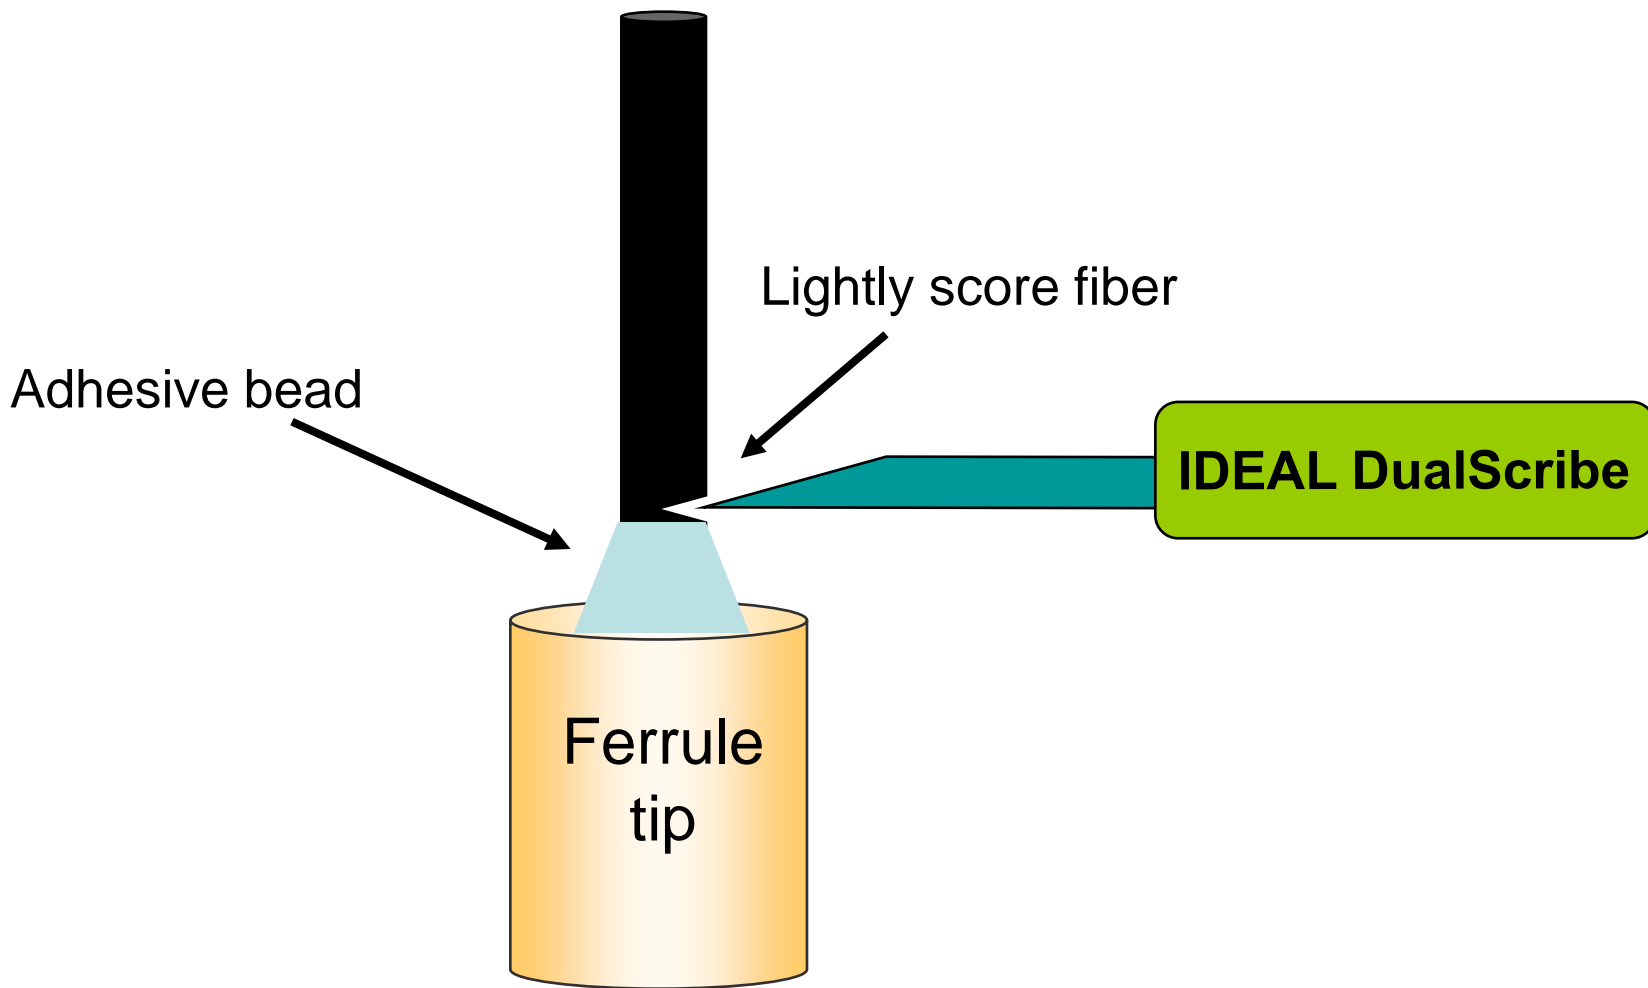 Lightly score fiber
Adhesive bead
IDEAL DualScribe
Ferrule
tip